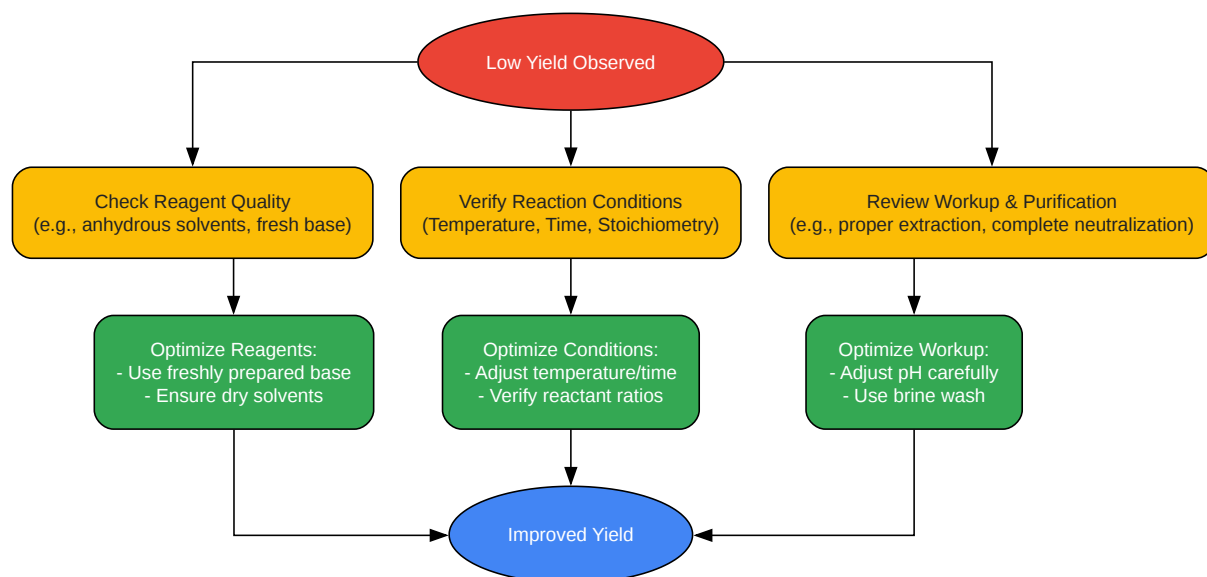 Low Yield Observed
Check Reagent Quality
(e.g., anhydrous solvents, fresh base)
Verify Reaction Conditions
(Temperature, Time, Stoichiometry)
Review Workup & Purification
(e.g., proper extraction, complete neutralization)
Optimize Reagents:
- Use freshly prepared base
- Ensure dry solvents
Optimize Conditions:
- Adjust temperature/time
- Verify reactant ratios
Optimize Workup:
- Adjust pH carefully
- Use brine wash
Improved Yield